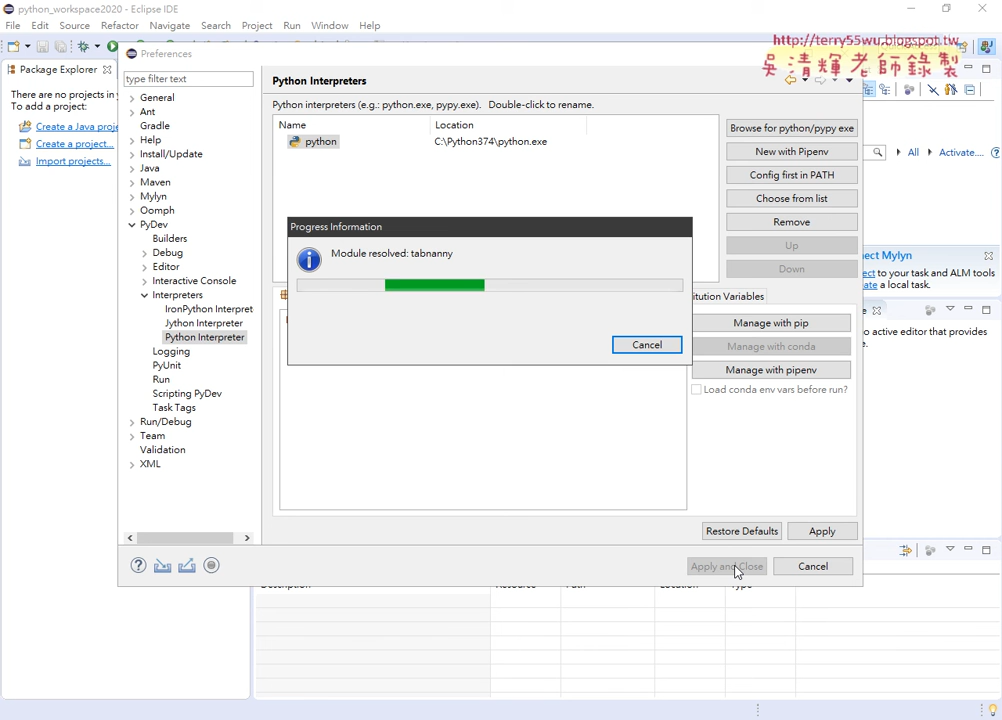 python_workspace2020 - Eclipse IDE
File Edit Source Refactor Navigate Search Project Run Window Help
http://terry55wu.blogspot.tw
吳清輝老師錄製
Package Explorer
There are no projects in
To add a project:
Create a Java proje
Create a project...
Import projects...
Preferences
type filter text
General
Ant
Gradle
Help
Install/Update
Java
Maven
Mylyn
Oomph
PyDev
Builders
Debug
Editor
Interactive Console
Interpreters
IronPython Interpret
Jython Interpreter
Python Interpreter
Logging
PyUnit
Run
Scripting PyDev
Task Tags
Run/Debug
Team
Validation
XML
Python Interpreters
Python interpreters (e.g.: python.exe, pypy.exe). Double-click to rename.
Name Location
python C:\Python374\python.exe
Browse for python/pypy exe
New with Pipenv
Config first in PATH
Choose from list
Remove
Up
Down
Progress Information
Module resolved: tabnanny
Cancel
itution Variables
Manage with pip
Manage with conda
Manage with pipenv
Load conda env vars before run?
Restore Defaults Apply
Apply and Close Cancel
All Activate....
ect Mylyn
ect to your task and ALM tools
ate a local task.
o active editor that provides
Description Resource Path Location Type